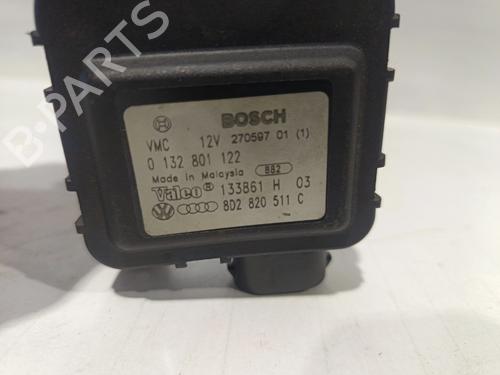 BOSCH
VMC 12V 270597 01 (1)
0 132 801 122
Made in Malaysia 882
Valeo® 133861 H 03
8D2 820 511 C
B-PARTS